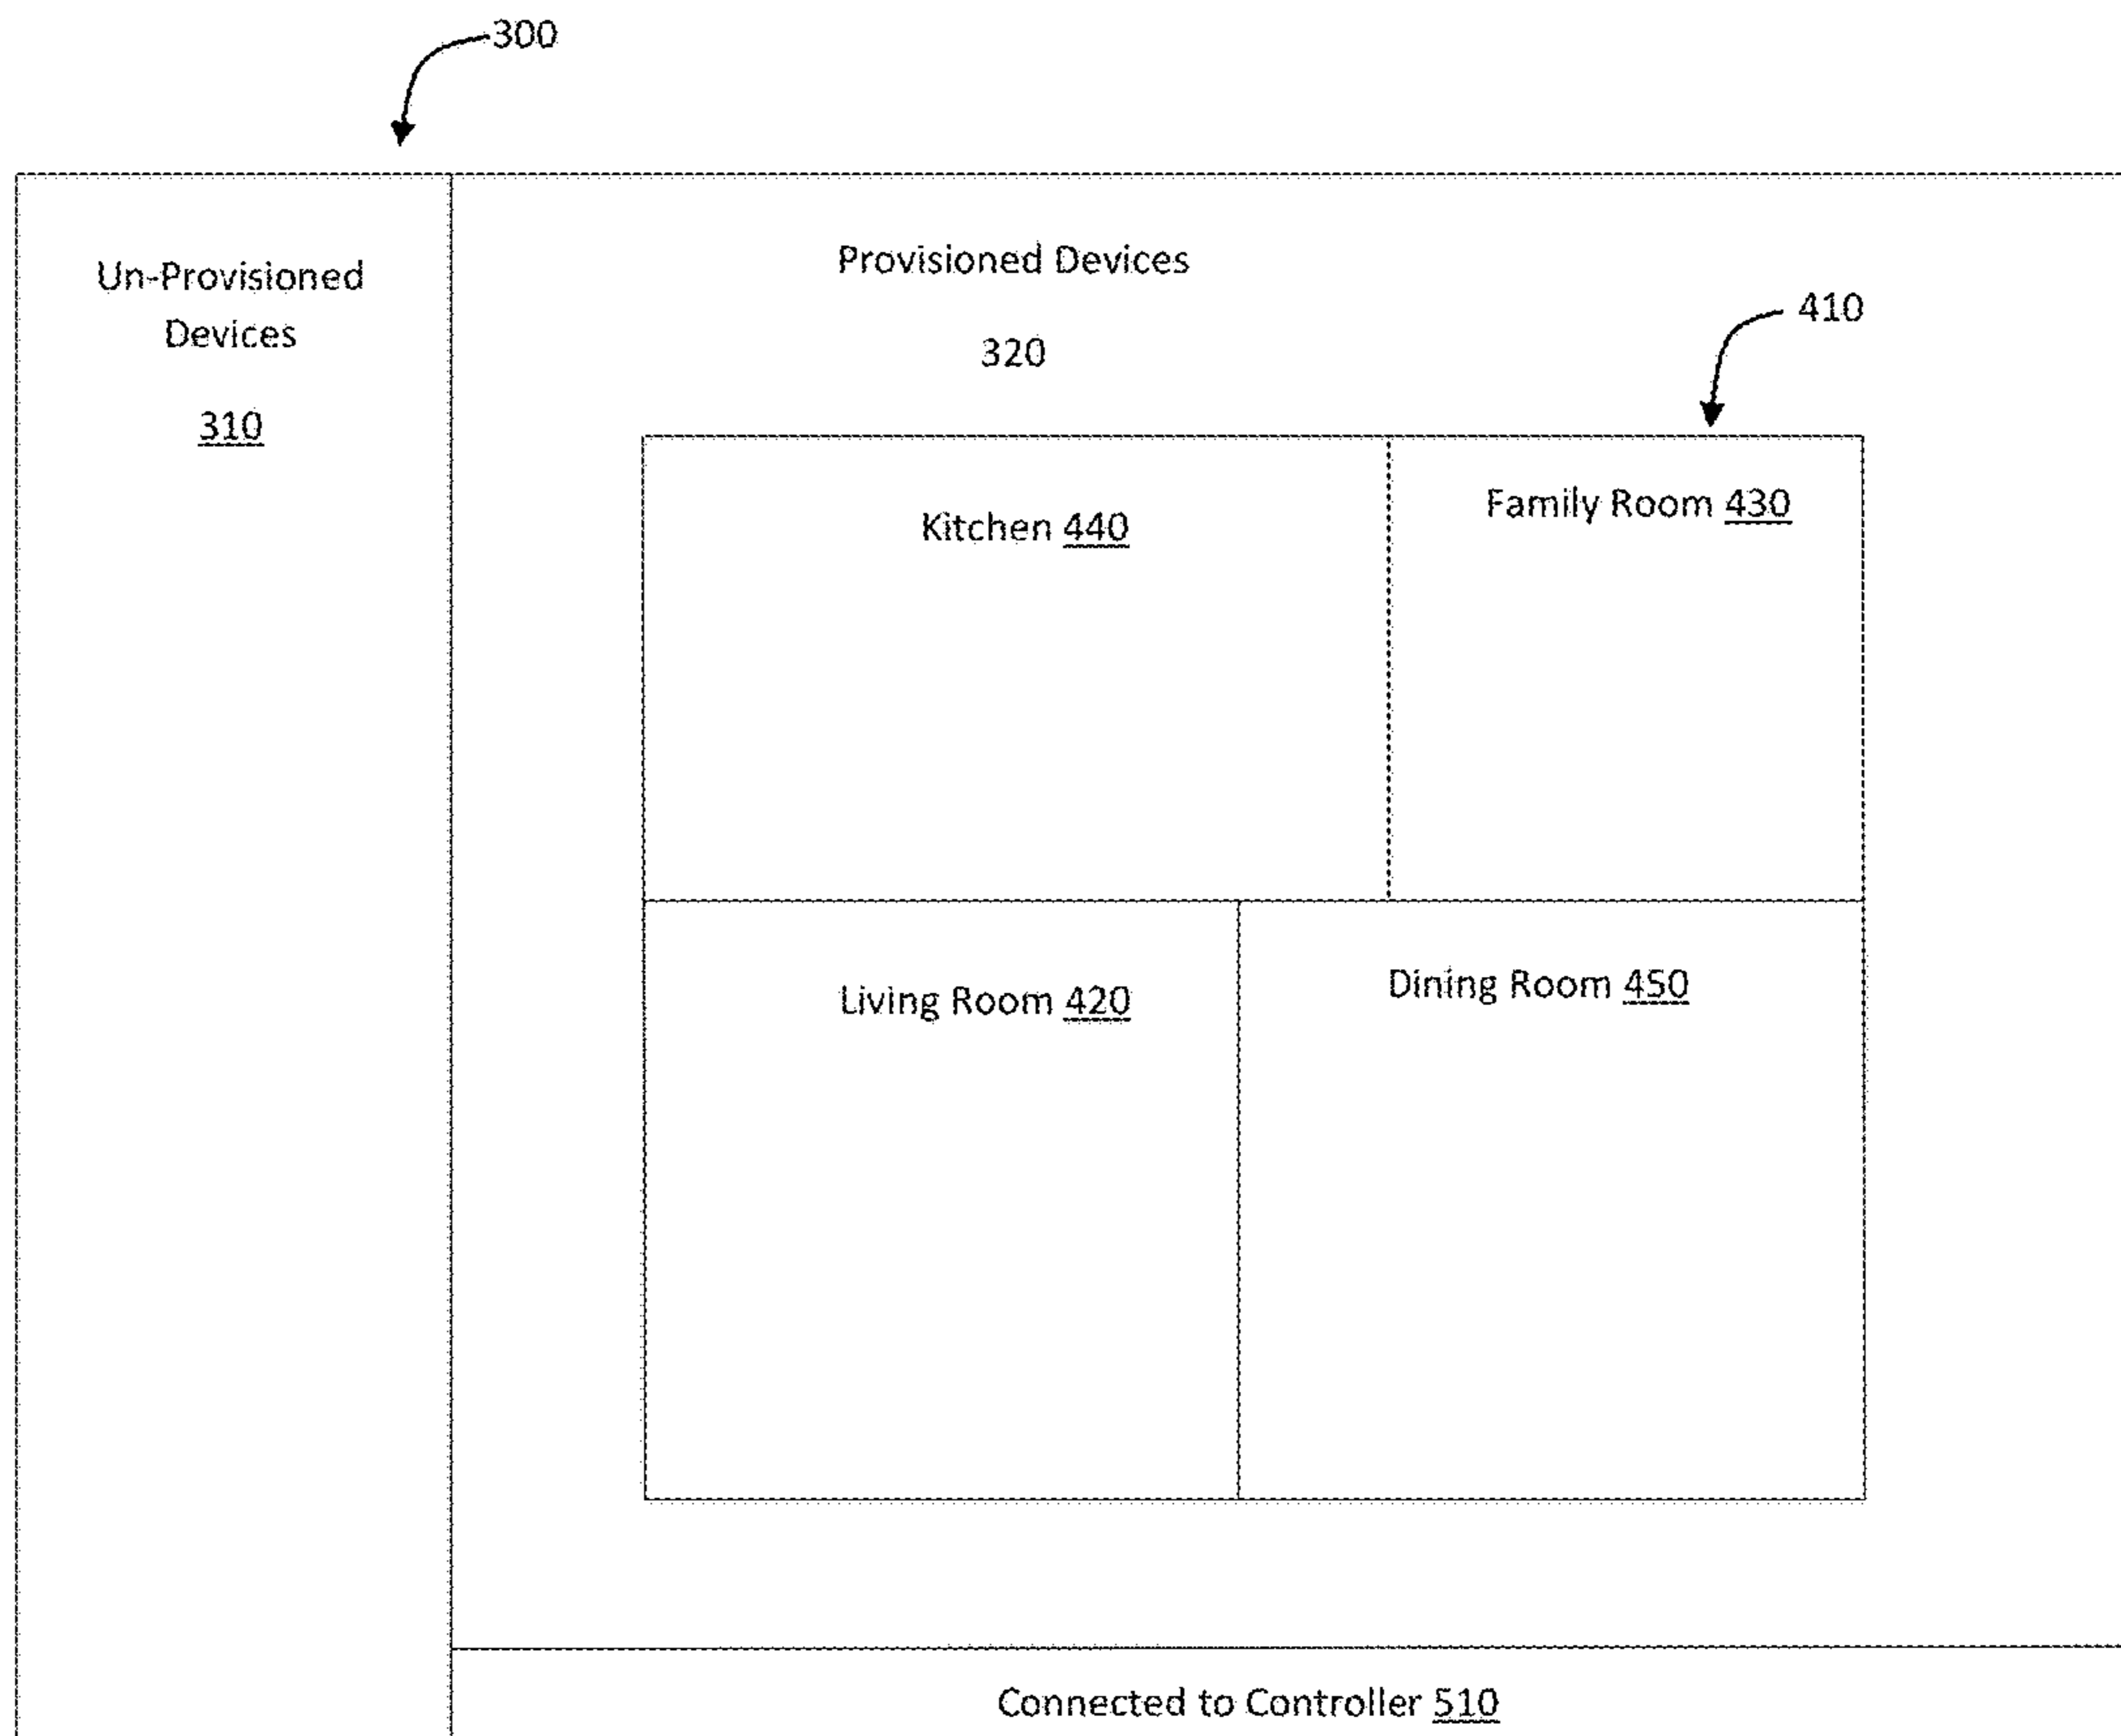 300
Un-Provisioned
Devices
310
Provisioned Devices
320
410
Kitchen 440
Family Room 430
Living Room 420
Dining Room 450
Connected to Controller 510